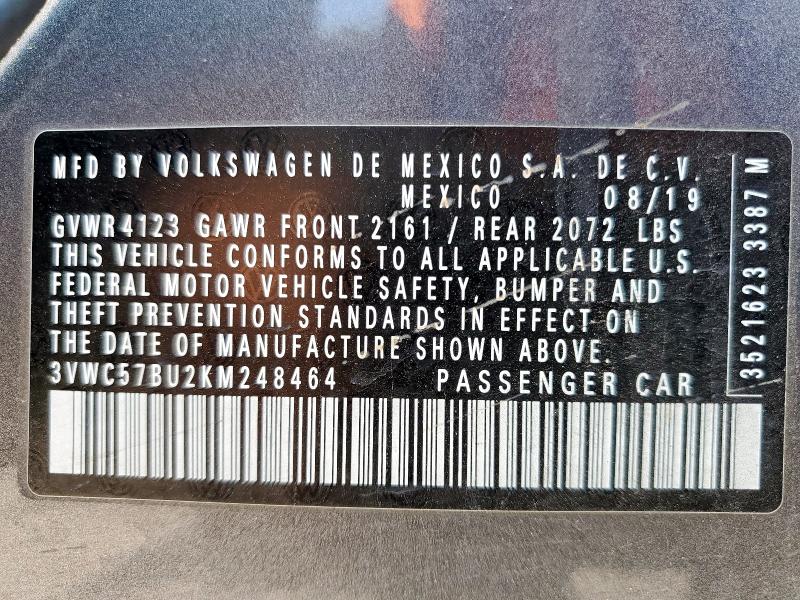 MFD BY VOLKSWAGEN DE MEXICO S.A. DE C.V.
MEXICO 08/19
GVWR 4123 GAWR FRONT 2161 / REAR 2072 LBS
THIS VEHICLE CONFORMS TO ALL APPLICABLE U.S.
FEDERAL MOTOR VEHICLE SAFETY, BUMPER AND
THEFT PREVENTION STANDARDS IN EFFECT ON
THE DATE OF MANUFACTURE SHOWN ABOVE.
3VWC57BU2KM248464 PASSENGER CAR
3521623 3387 M